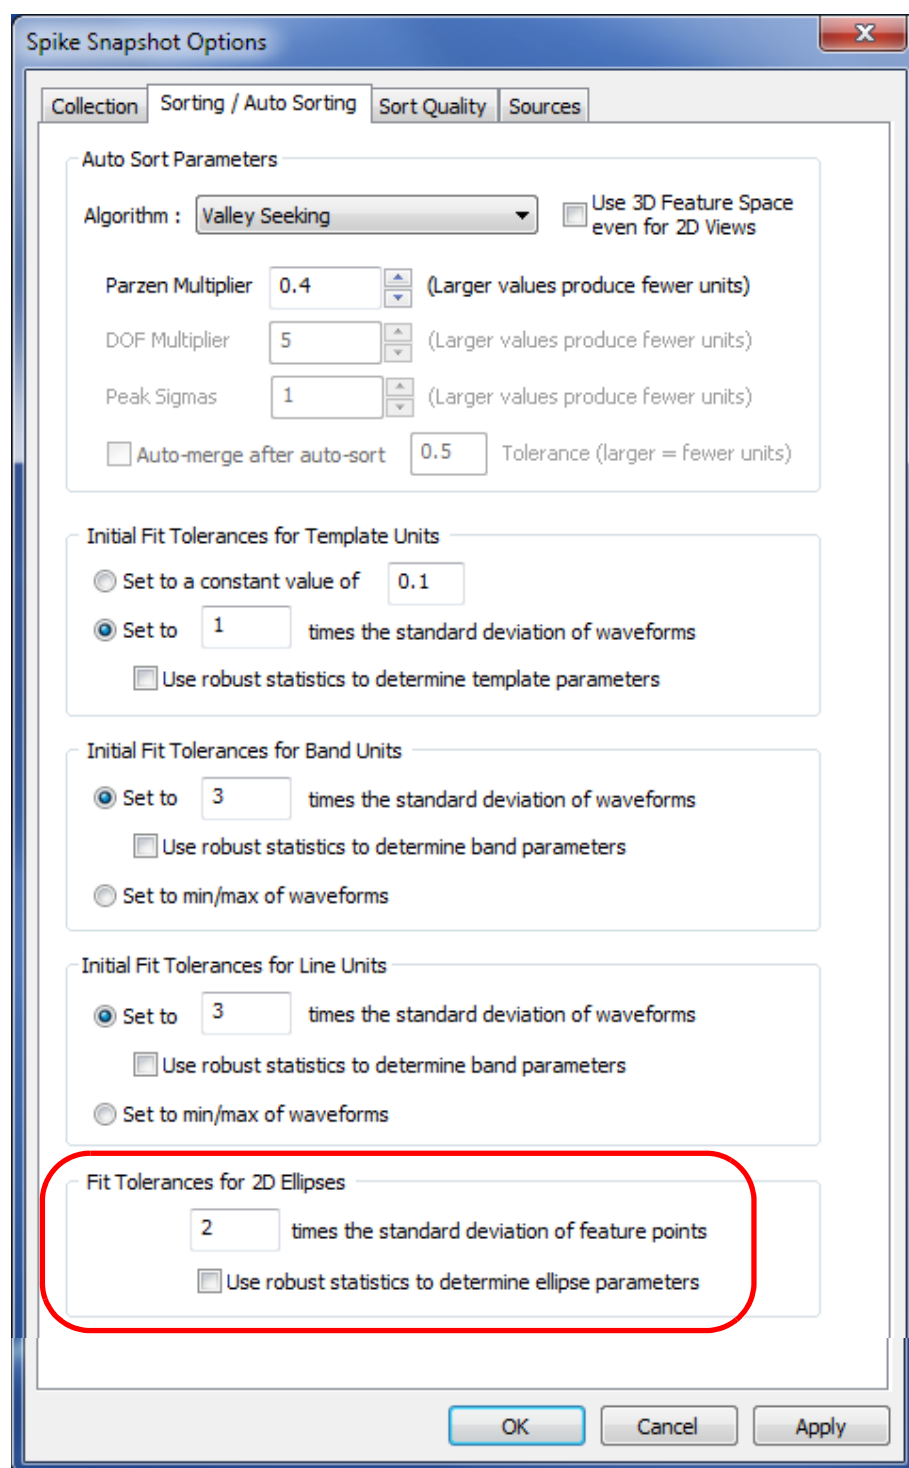 Spike Snapshot Options
Collection Sorting / Auto Sorting Sort Quality Sources
Auto Sort Parameters
Algorithm : Valley Seeking Use 3D Feature Space
even for 2D Views
Parzen Multiplier 0.4 (Larger values produce fewer units)
DOF Multiplier 5 (Larger values produce fewer units)
Peak Sigmas 1 (Larger values produce fewer units)
Auto-merge after auto-sort 0.5 Tolerance (larger = fewer units)
Initial Fit Tolerances for Template Units
Set to a constant value of 0.1
Set to 1 times the standard deviation of waveforms
Use robust statistics to determine template parameters
Initial Fit Tolerances for Band Units
Set to 3 times the standard deviation of waveforms
Use robust statistics to determine band parameters
Set to min/max of waveforms
Initial Fit Tolerances for Line Units
Set to 3 times the standard deviation of waveforms
Use robust statistics to determine band parameters
Set to min/max of waveforms
Fit Tolerances for 2D Ellipses
2 times the standard deviation of feature points
Use robust statistics to determine ellipse parameters
OK Cancel Apply